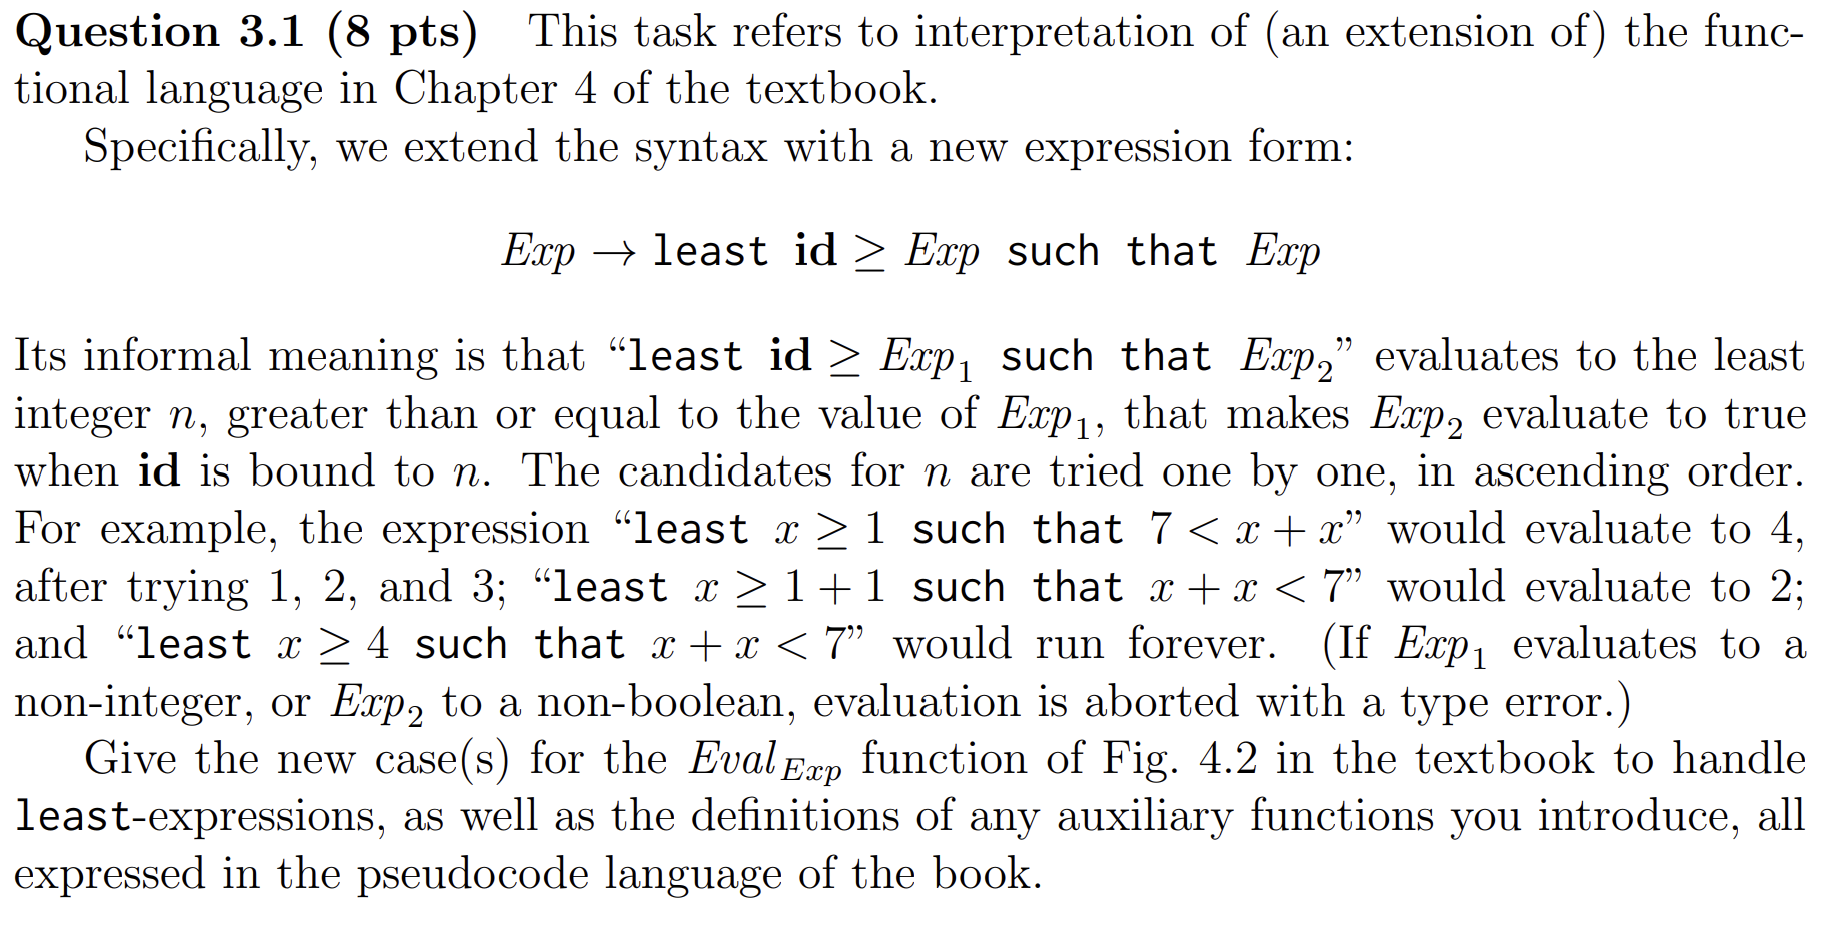 Question 3.1 (8 pts) This task refers to interpretation of (an extension of) the func-
tional language in Chapter 4 of the textbook.
Specifically, we extend the syntax with a new expression form:
Exp → least id ≥ Exp such that Exp
Its informal meaning is that “least id ≥ Exp₁ such that Exp₂” evaluates to the least
integer n, greater than or equal to the value of Exp₁, that makes Exp₂ evaluate to true
when id is bound to n. The candidates for n are tried one by one, in ascending order.
For example, the expression “least x ≥ 1 such that 7 < x + x” would evaluate to 4,
after trying 1, 2, and 3; “least x ≥ 1 + 1 such that x + x < 7” would evaluate to 2;
and “least x ≥ 4 such that x + x < 7” would run forever. (If Exp₁ evaluates to a
non-integer, or Exp₂ to a non-boolean, evaluation is aborted with a type error.)
Give the new case(s) for the Eval_Exp function of Fig. 4.2 in the textbook to handle
least-expressions, as well as the definitions of any auxiliary functions you introduce, all
expressed in the pseudocode language of the book.